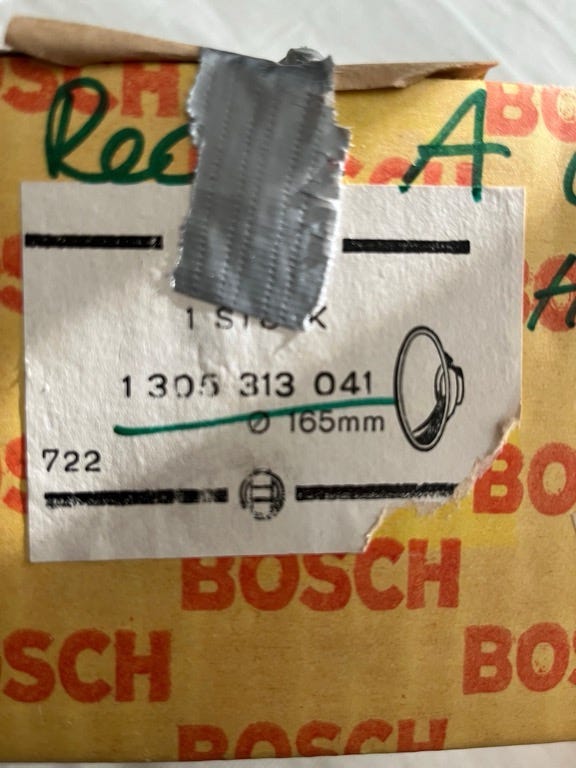 BOSCH
A
1 STÜCK
1 305 313 041
Ø 165mm
722
BOSCH
BOSCH
BOSCH